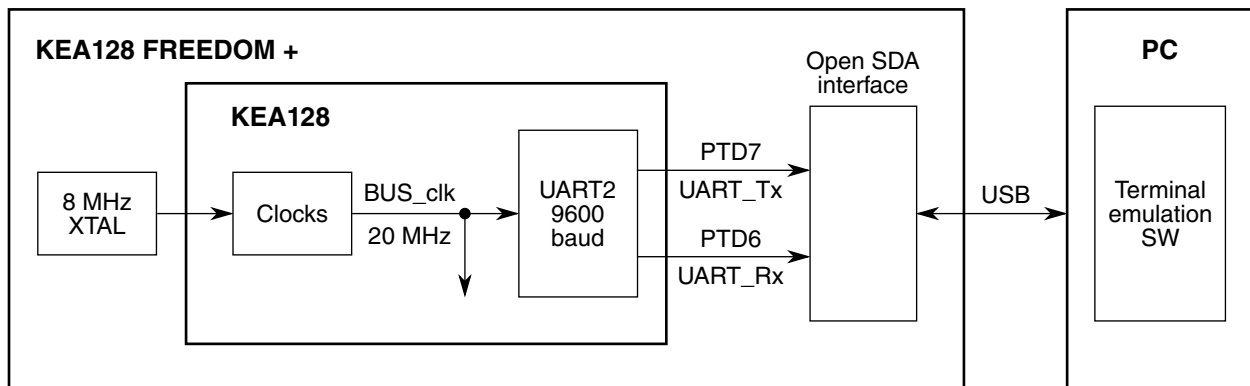 KEA128 FREEDOM +
PC
Open SDA
interface
KEA128
8 MHz
XTAL
Clocks
BUS_clk
20 MHz
UART2
9600
baud
PTD7
UART_Tx
PTD6
UART_Rx
USB
Terminal
emulation
SW